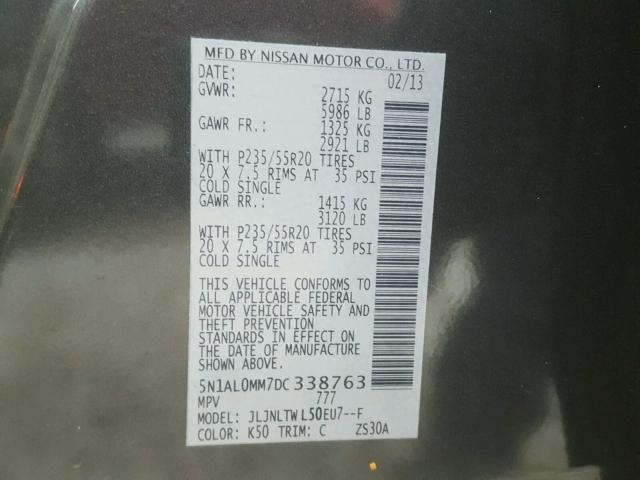 MFD BY NISSAN MOTOR CO., LTD.
DATE: 02/13
GVWR: 2715 KG
5986 LB
GAWR FR.: 1325 KG
2921 LB
WITH P235/55R20 TIRES
20 X 7.5 RIMS AT 35 PSI
COLD SINGLE
GAWR RR.: 1415 KG
3120 LB
WITH P235/55R20 TIRES
20 X 7.5 RIMS AT 35 PSI
COLD SINGLE
THIS VEHICLE CONFORMS TO
ALL APPLICABLE FEDERAL
MOTOR VEHICLE SAFETY AND
THEFT PREVENTION
STANDARDS IN EFFECT ON
THE DATE OF MANUFACTURE
SHOWN ABOVE.
5N1AL0MM7DC338763
MPV 777
MODEL: JLJNLTWL50EU7--F
COLOR: K50 TRIM: C ZS30A